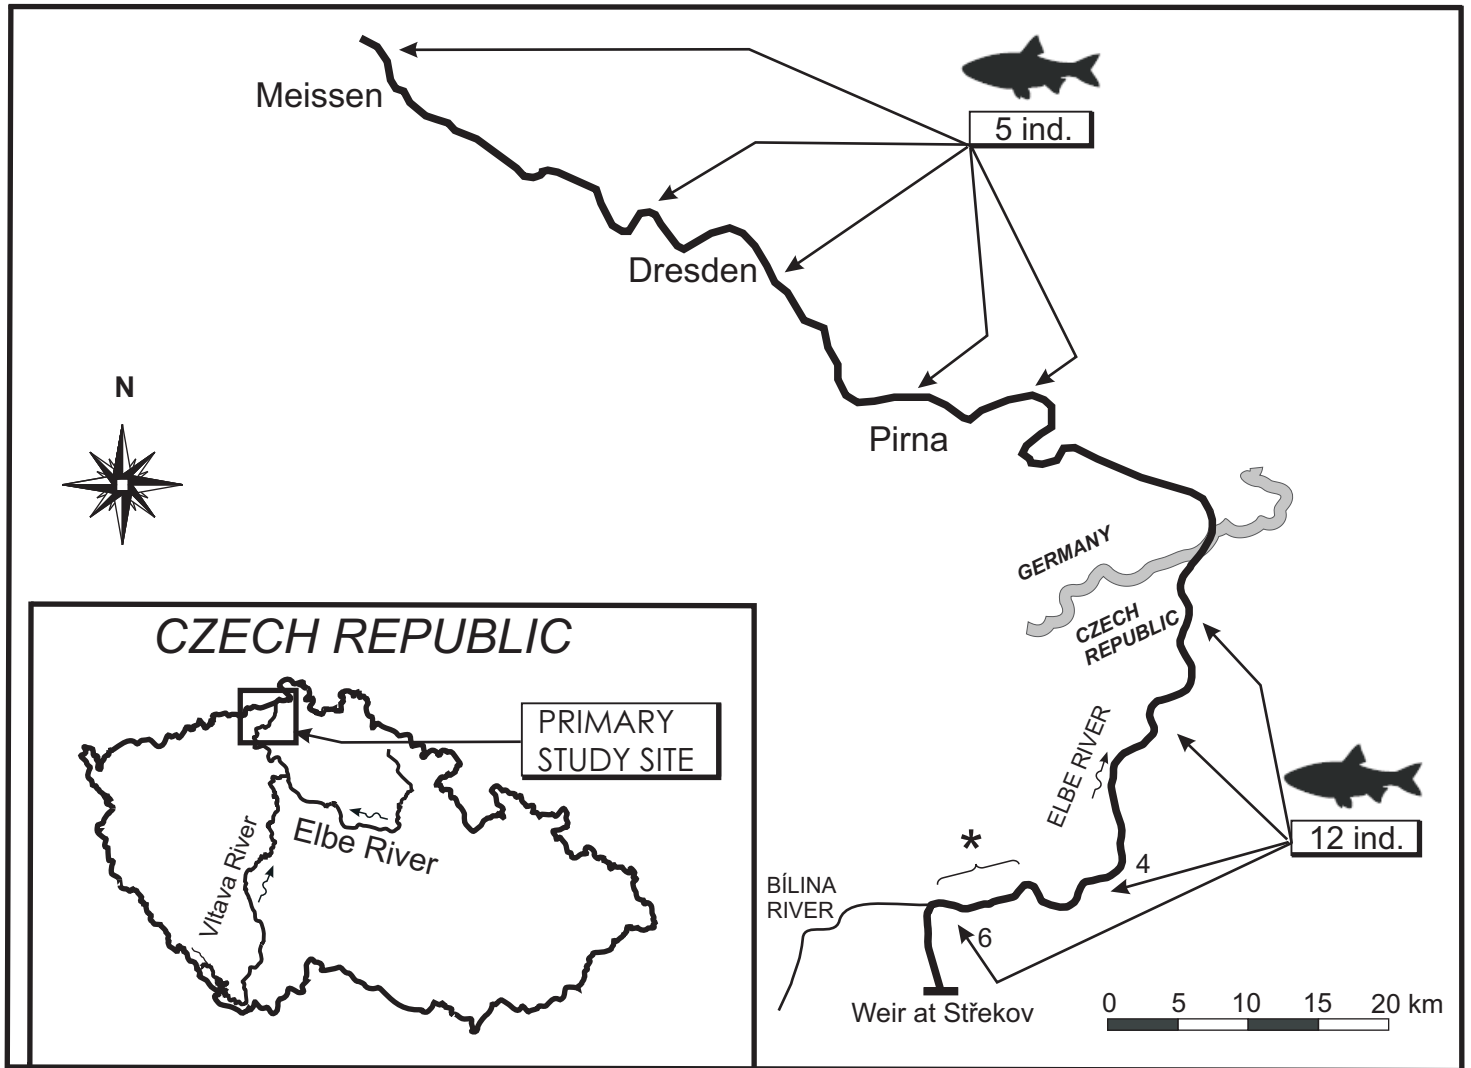 Meissen
5 ind.
Dresden
N
Pirna
GERMANY
CZECH
REPUBLIC
CZECH REPUBLIC
PRIMARY
STUDY SITE
Elbe River
Vltava River
ELBE RIVER
12 ind.
*
4
BÍLINA
RIVER
6
Weir at Střekov
0 5 10 15 20 km